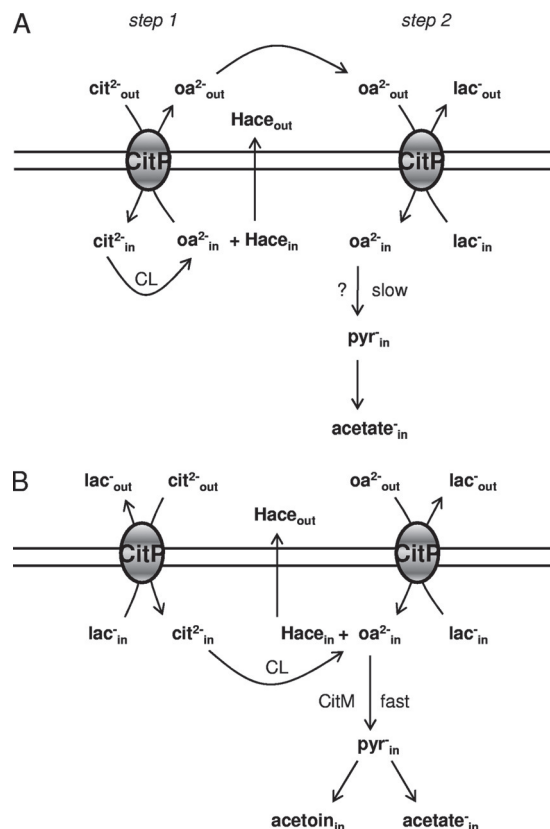 A
step 1 step 2
cit²⁻out oa²⁻out oa²⁻out lac⁻out
Haceout
CitP CitP
cit²⁻in oa²⁻in + Hacein oa²⁻in lac⁻in
CL
? slow
pyr⁻in
acetate⁻in
B
lac⁻out cit²⁻out oa²⁻out lac⁻out
Haceout
CitP CitP
lac⁻in cit²⁻in Hacein + oa²⁻in lac⁻in
CL
CitM fast
pyr⁻in
acetoinin acetate⁻in